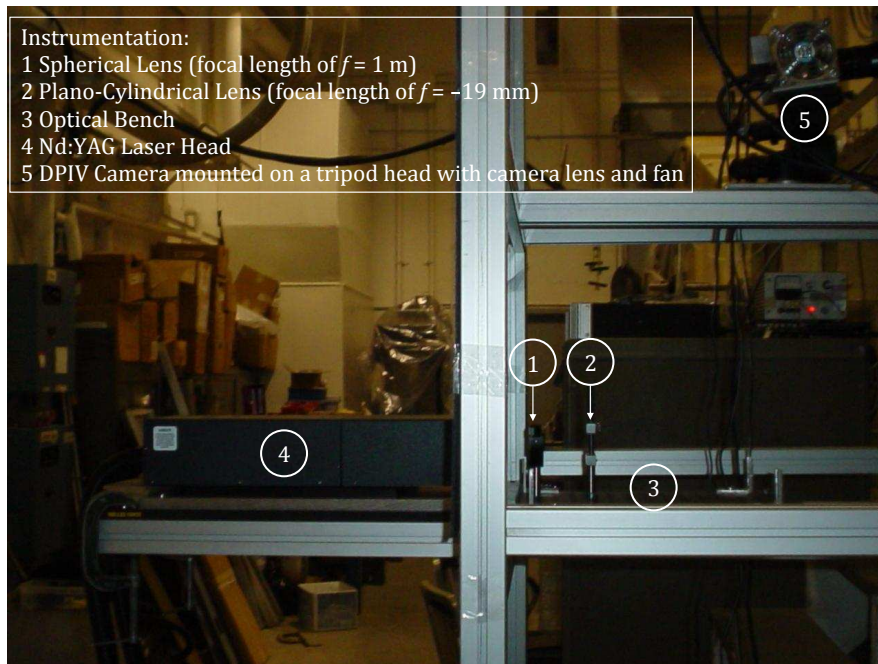 Instrumentation:
1 Spherical Lens (focal length of f = 1 m)
2 Plano-Cylindrical Lens (focal length of f = –19 mm)
3 Optical Bench
4 Nd:YAG Laser Head
5 DPIV Camera mounted on a tripod head with camera lens and fan
5
1
2
4
3